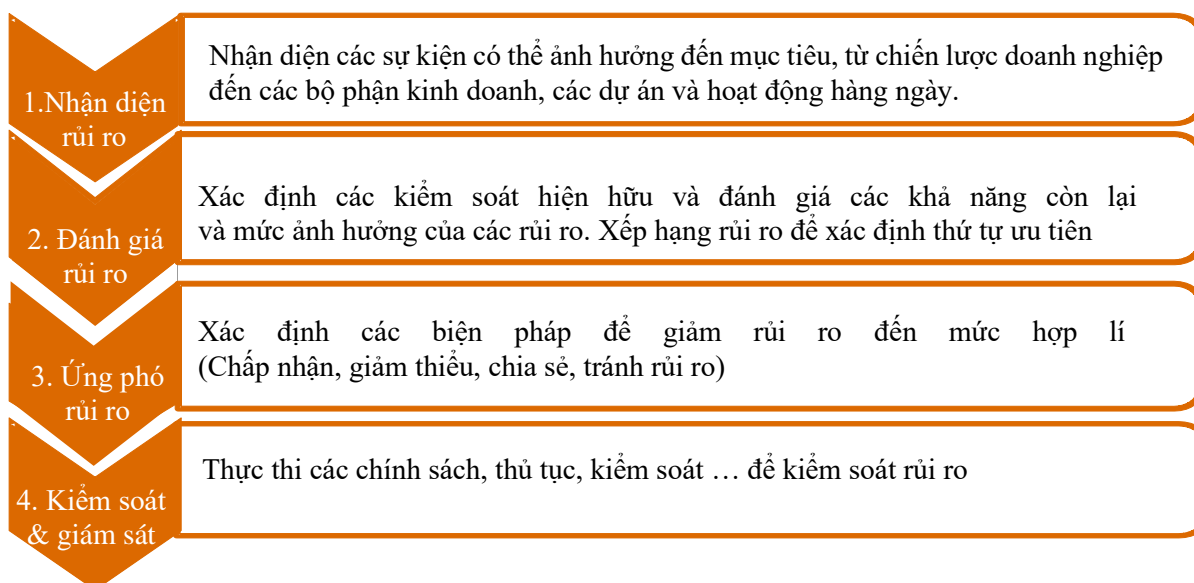 1.Nhận diện
rủi ro
Nhận diện các sự kiện có thể ảnh hưởng đến mục tiêu, từ chiến lược doanh nghiệp
đến các bộ phận kinh doanh, các dự án và hoạt động hàng ngày.
2. Đánh giá
rủi ro
Xác định các kiểm soát hiện hữu và đánh giá các khả năng còn lại
và mức ảnh hưởng của các rủi ro. Xếp hạng rủi ro để xác định thứ tự ưu tiên
3. Ứng phó
rủi ro
Xác định các biện pháp để giảm rủi ro đến mức hợp lí
(Chấp nhận, giảm thiểu, chia sẻ, tránh rủi ro)
4. Kiểm soát
& giám sát
Thực thi các chính sách, thủ tục, kiểm soát … để kiểm soát rủi ro